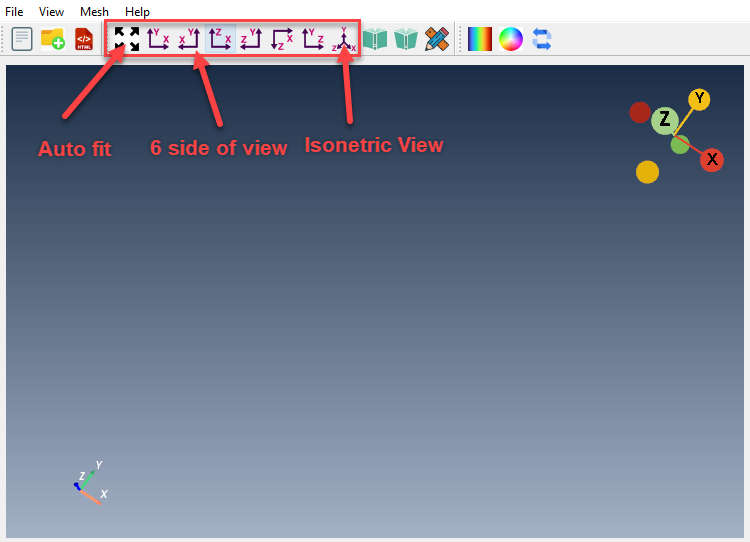 File View Mesh Help
</> HTML
Y X
X Y
Z X
Z Y
X Z
Y Z
Y Z X
Auto fit
6 side of view
Isonetric View
Y
Z
X
Y
Z
X